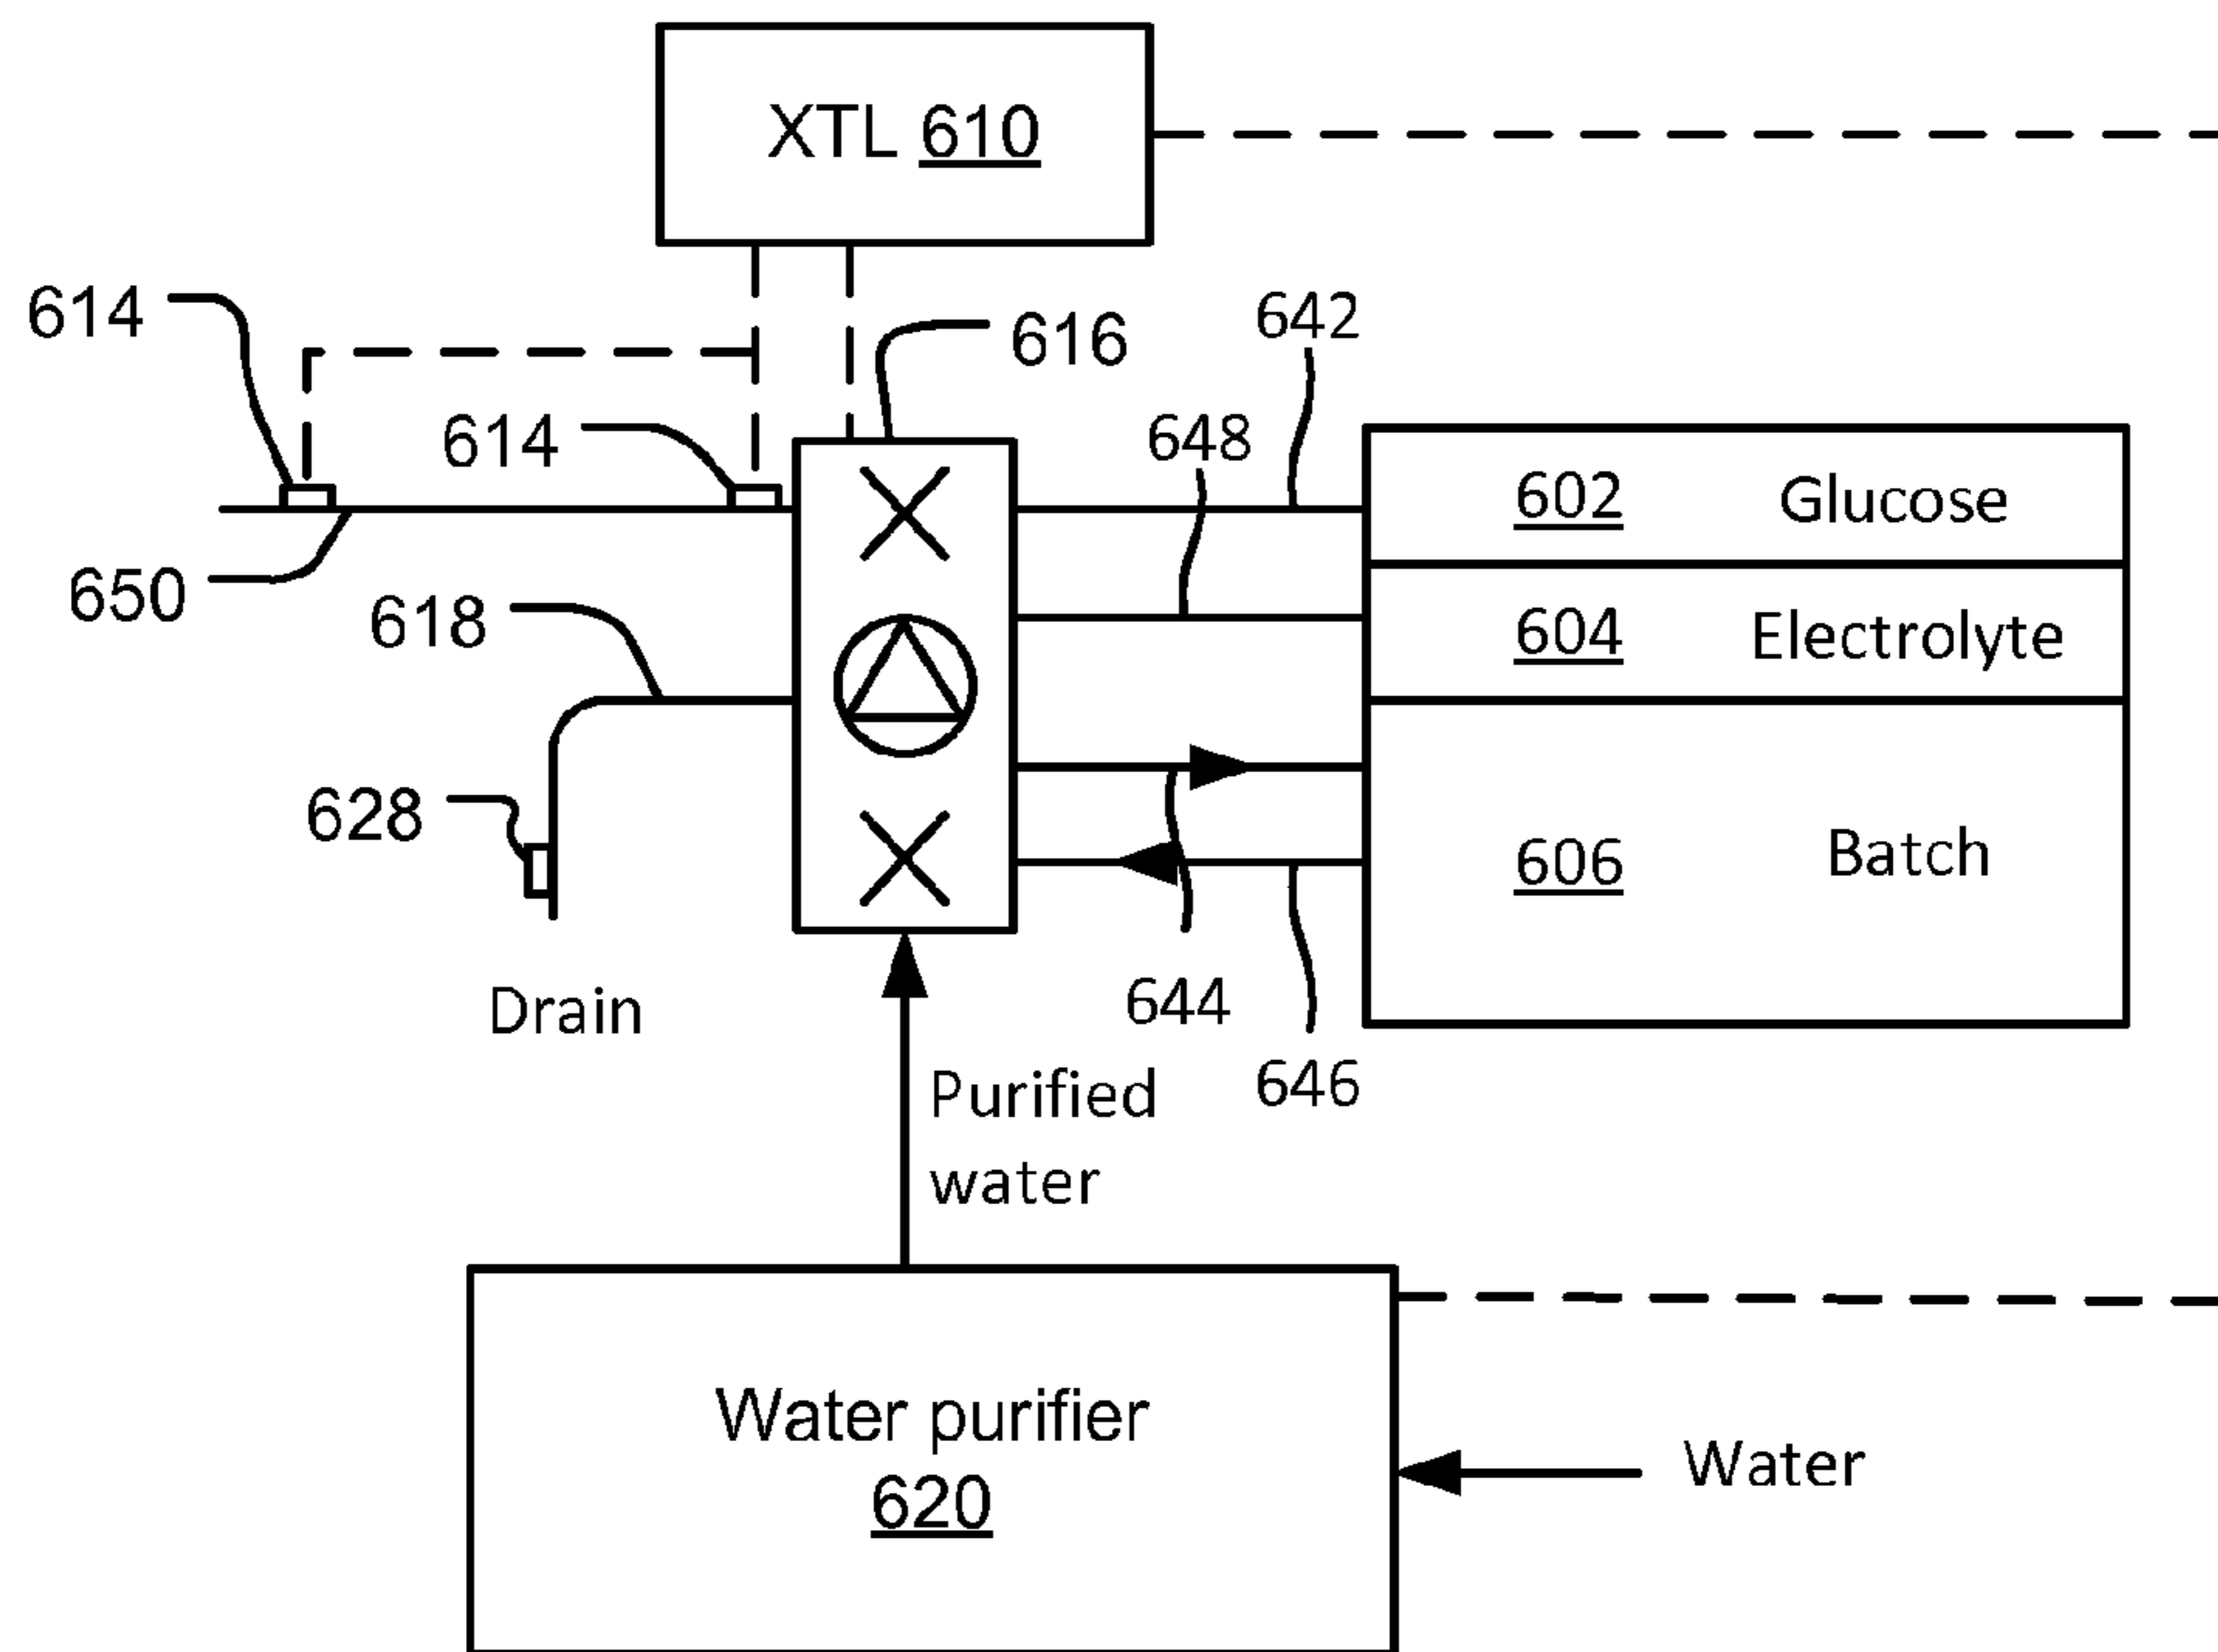 XTL 610
614
616
642
614
648
602 Glucose
650
618
604 Electrolyte
628
606 Batch
Drain
644
646
Purified
water
Water purifier
620
Water